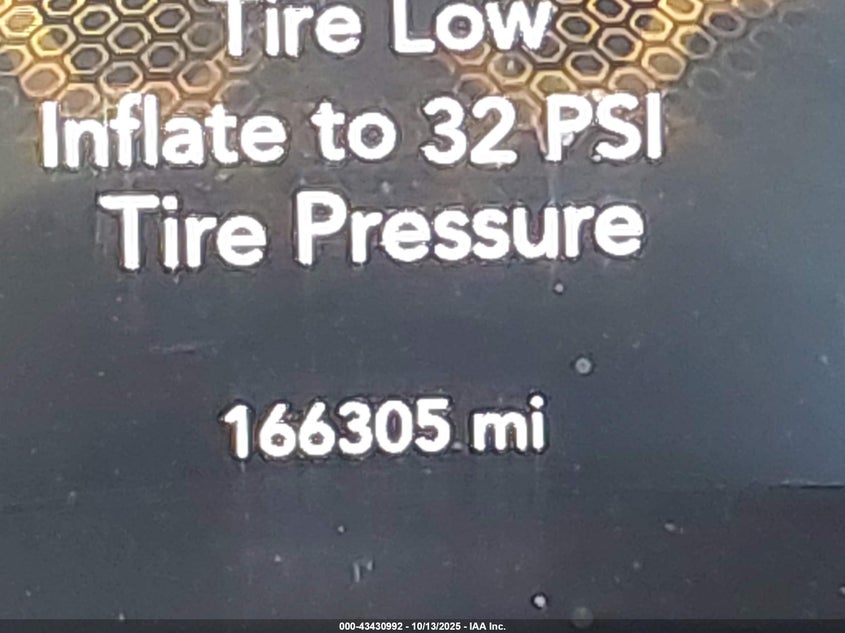 Tire Low
Inflate to 32 PSI
Tire Pressure
166305 mi
000-43430992 - 10/13/2025 - IAA Inc.